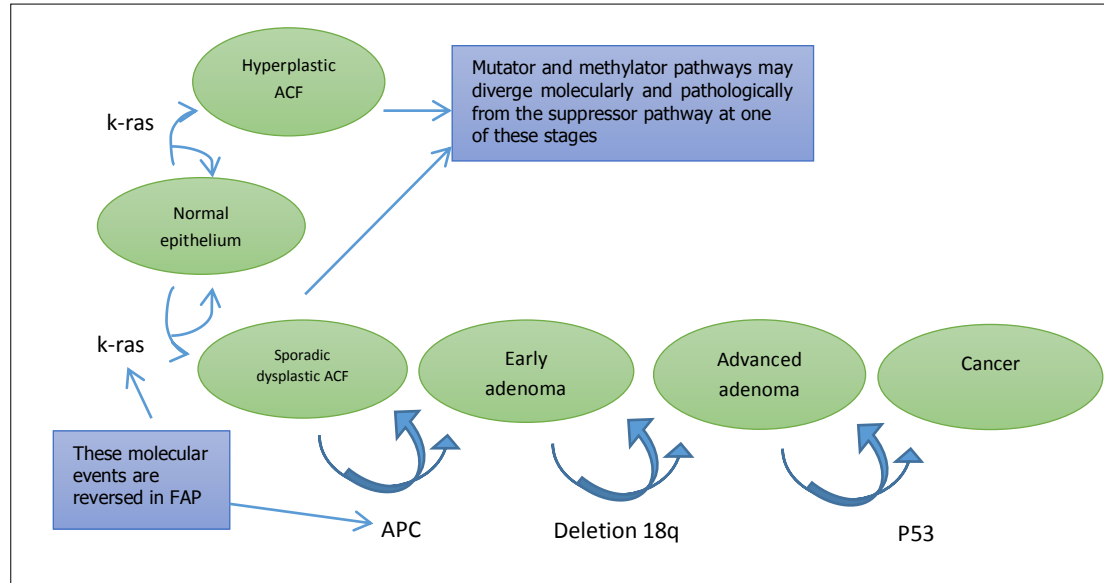 Hyperplastic
ACF
Mutator and methylator pathways may
diverge molecularly and pathologically
from the suppressor pathway at one
of these stages
k-ras
Normal
epithelium
k-ras
Sporadic
dysplastic ACF
Early
adenoma
Advanced
adenoma
Cancer
These molecular
events are
reversed in FAP
APC
Deletion 18q
P53